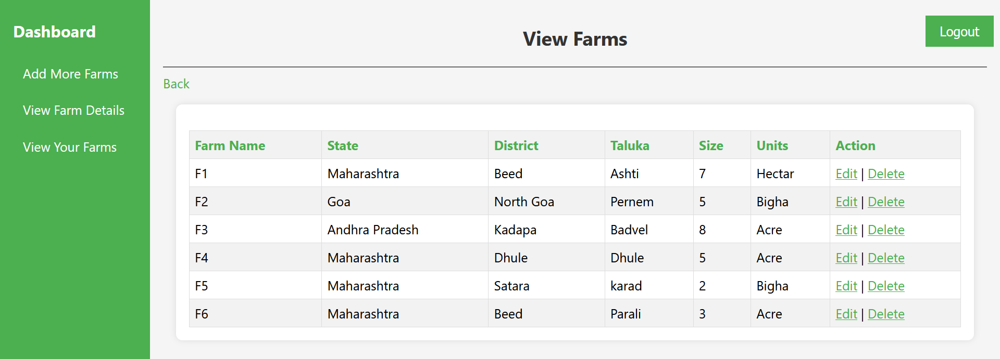 Dashboard
Add More Farms
View Farm Details
View Your Farms
View Farms
Logout
Back
Farm Name State District Taluka Size Units Action
F1 Maharashtra Beed Ashti 7 Hectar Edit | Delete
F2 Goa North Goa Pernem 5 Bigha Edit | Delete
F3 Andhra Pradesh Kadapa Badvel 8 Acre Edit | Delete
F4 Maharashtra Dhule Dhule 5 Acre Edit | Delete
F5 Maharashtra Satara karad 2 Bigha Edit | Delete
F6 Maharashtra Beed Parali 3 Acre Edit | Delete